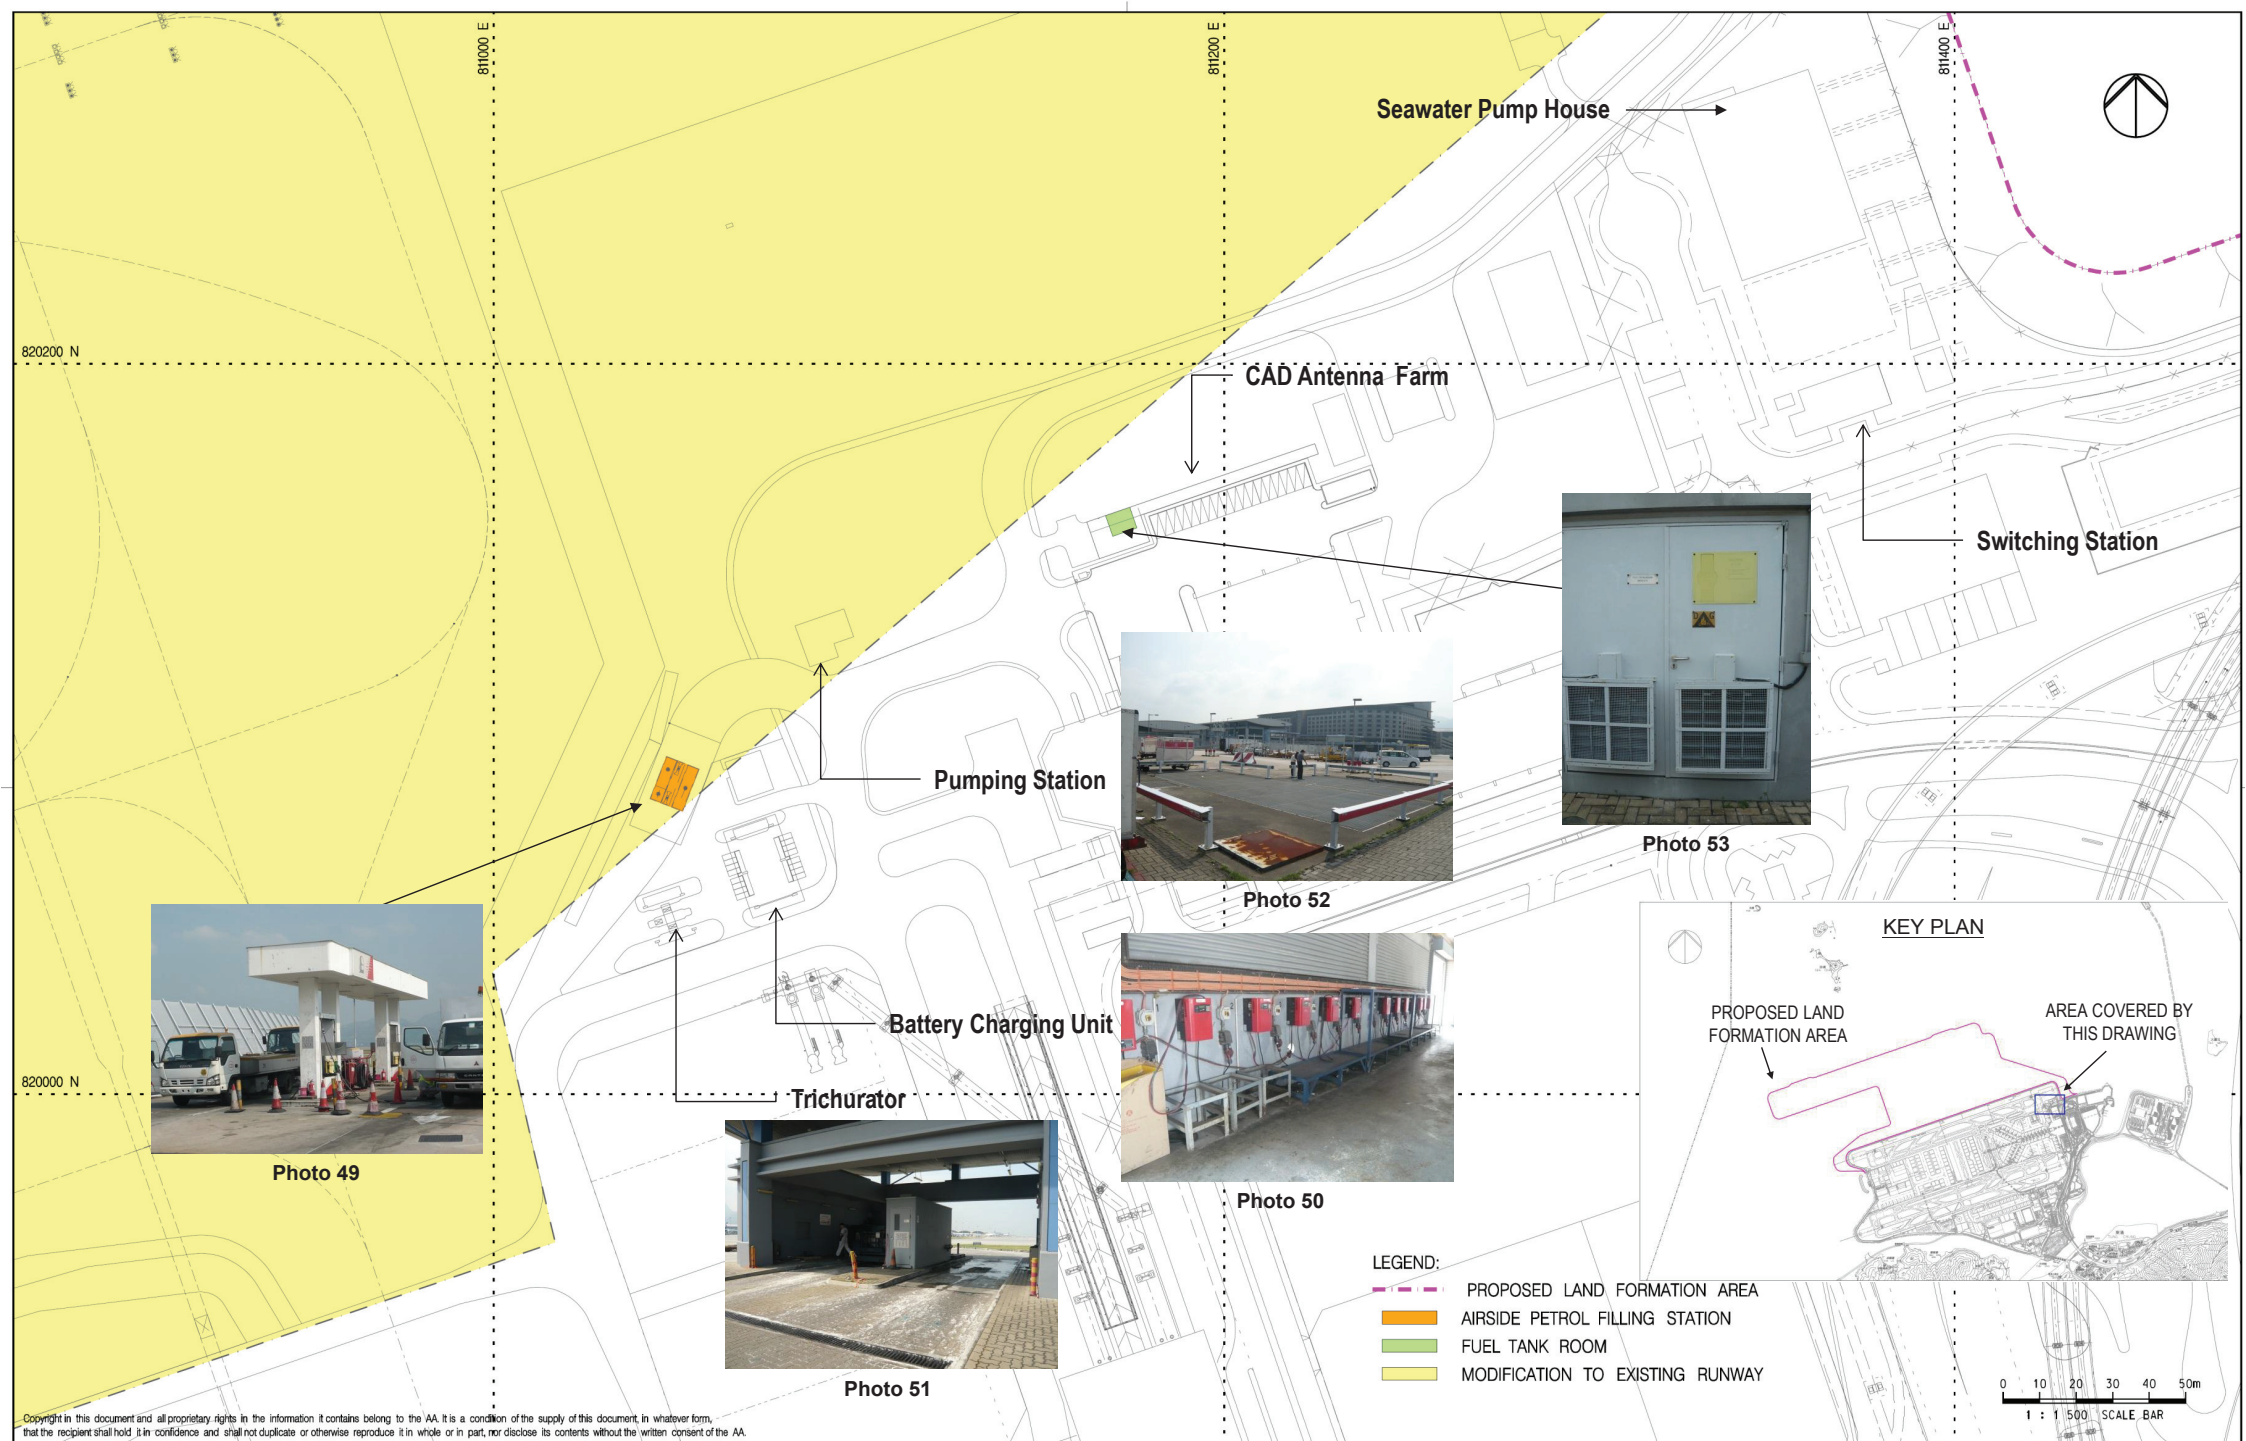 811000 E
811200 E
811400 E
Seawater Pump House
820200 N
CAD Antenna Farm
Switching Station
Pumping Station
Photo 53
Photo 52
KEY PLAN
PROPOSED LAND
FORMATION AREA
AREA COVERED BY
THIS DRAWING
Battery Charging Unit
820000 N
Trichurator
Photo 49
Photo 50
Photo 51
LEGEND:
PROPOSED LAND FORMATION AREA
AIRSIDE PETROL FILLING STATION
FUEL TANK ROOM
MODIFICATION TO EXISTING RUNWAY
0 10 20 30 40 50m
1 : 1 500 SCALE BAR
Copyright in this document and all proprietary rights in the information it contains belong to the AA. It is a condition of the supply of this document, in whatever form,
that the recipient shall hold it in confidence and shall not duplicate or otherwise reproduce it in whole or in part, nor disclose its contents without the written consent of the AA.